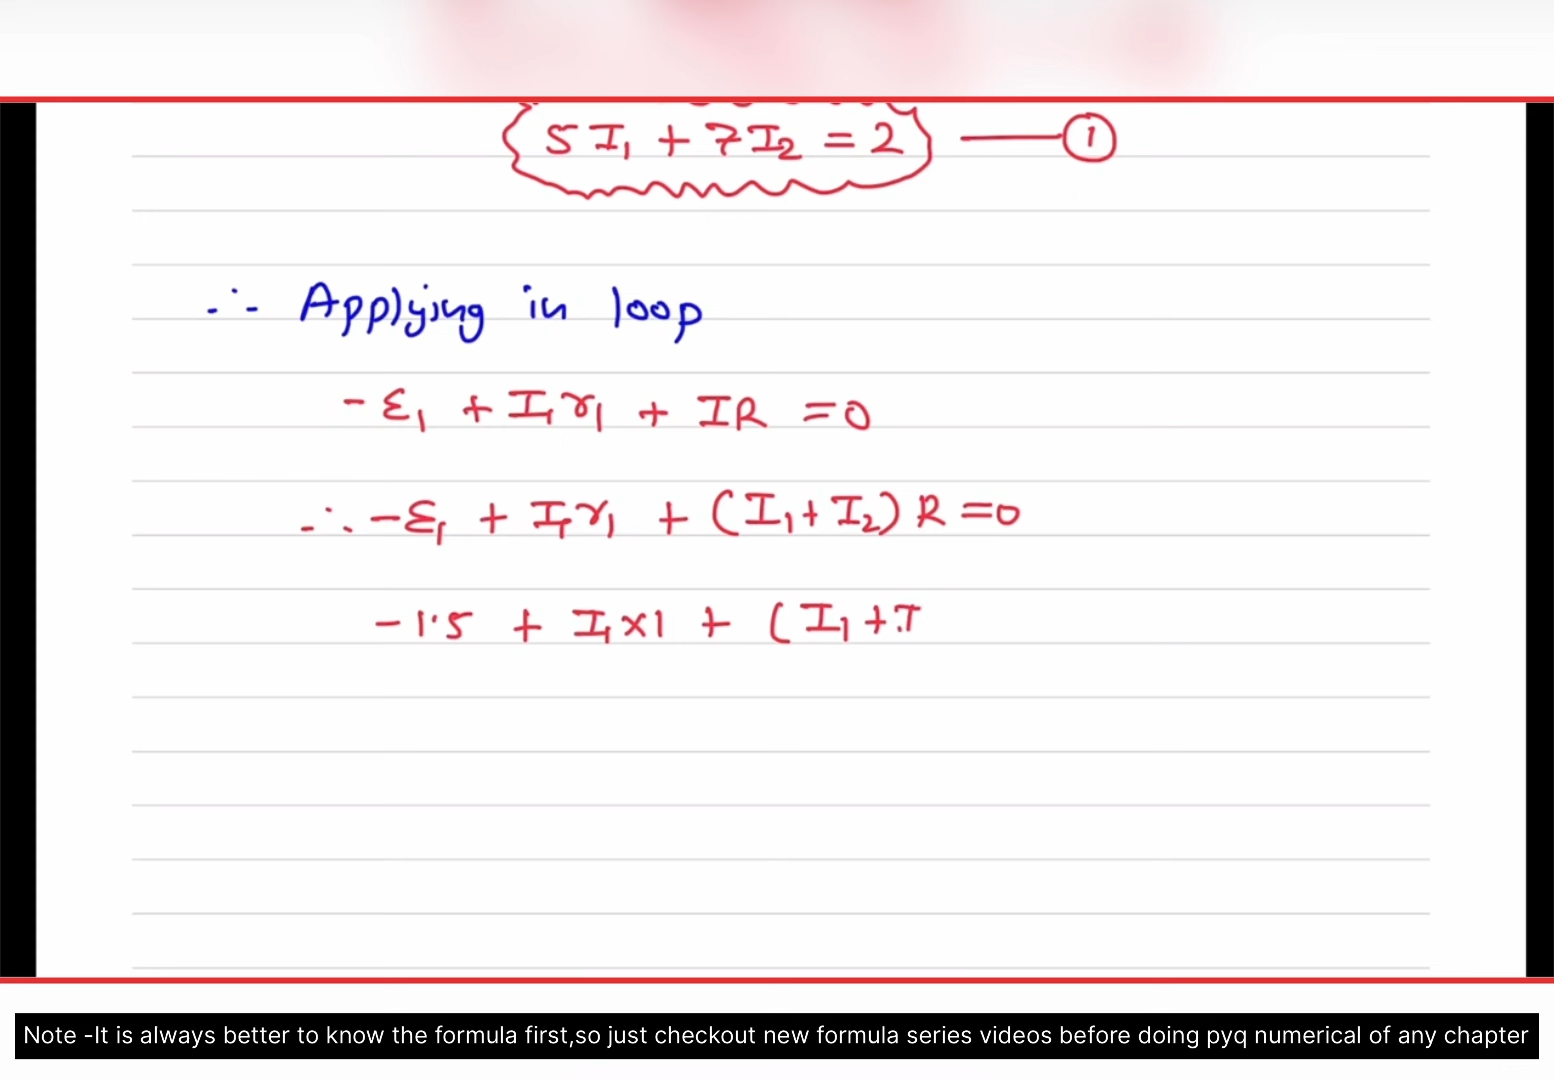 5I₁ + 7I₂ = 2 ——— ①
∴ Applying in loop
- ε₁ + I₁r₁ + IR = 0
∴ -ε₁ + I₁r₁ + (I₁ + I₂) R = 0
- 1.5 + I₁ × 1 + ( I₁ +
Note -It is always better to know the formula first,so just checkout new formula series videos before doing pyq numerical of any chapter